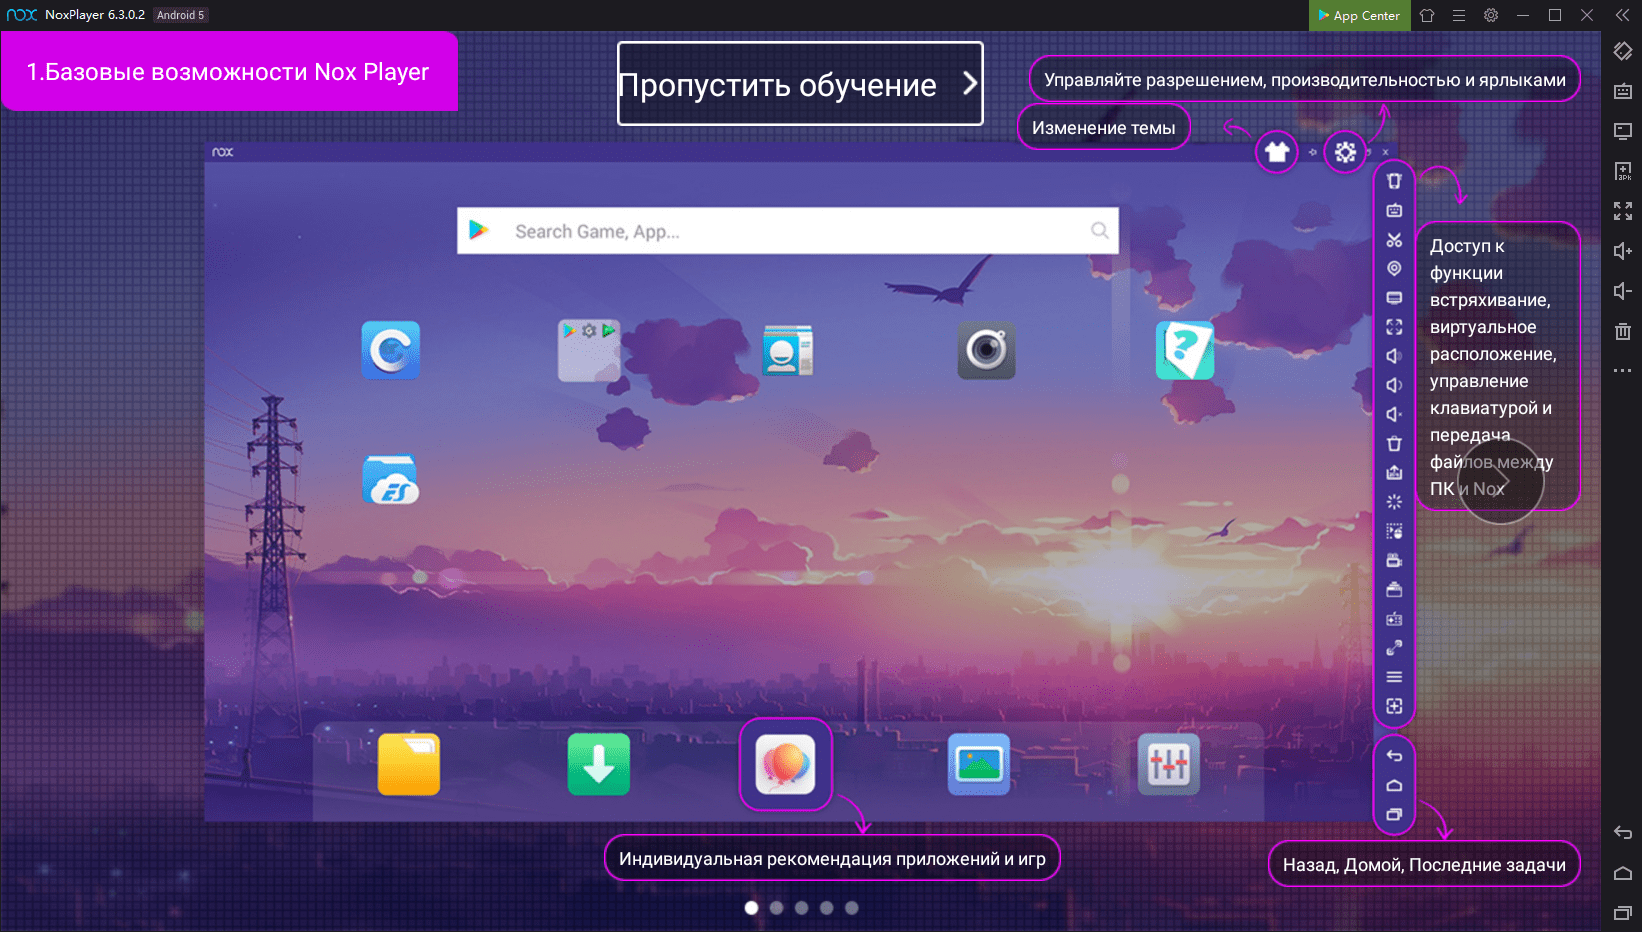 nox NoxPlayer 6.3.0.2 Android 5
App Center
1.Базовые возможности Nox Player
Пропустить обучение
Управляйте разрешением, производительностью и ярлыками
Изменение темы
nox
Search Game, App...
Доступ к
функции
встряхивание,
виртуальное
расположение,
управление
клавиатурой и
передача
файлов между
ПК и Nox
ES
Индивидуальная рекомендация приложений и игр
Назад, Домой, Последние задачи